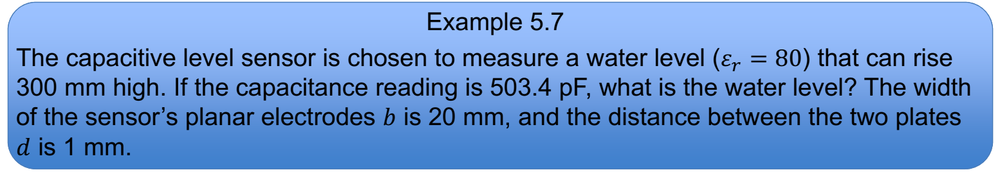 Example 5.7
The capacitive level sensor is chosen to measure a water level (𝜀ᵣ = 80) that can rise
300 mm high. If the capacitance reading is 503.4 pF, what is the water level? The width
of the sensor’s planar electrodes 𝑏 is 20 mm, and the distance between the two plates
𝑑 is 1 mm.